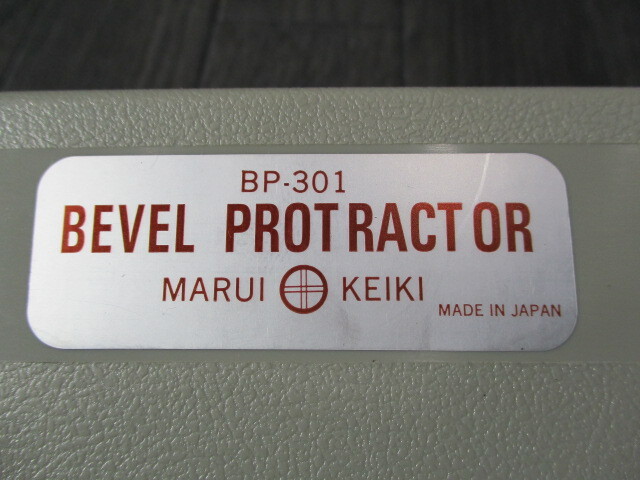 BP-301
BEVEL PROTRACTOR
MARUI KEIKI
MADE IN JAPAN